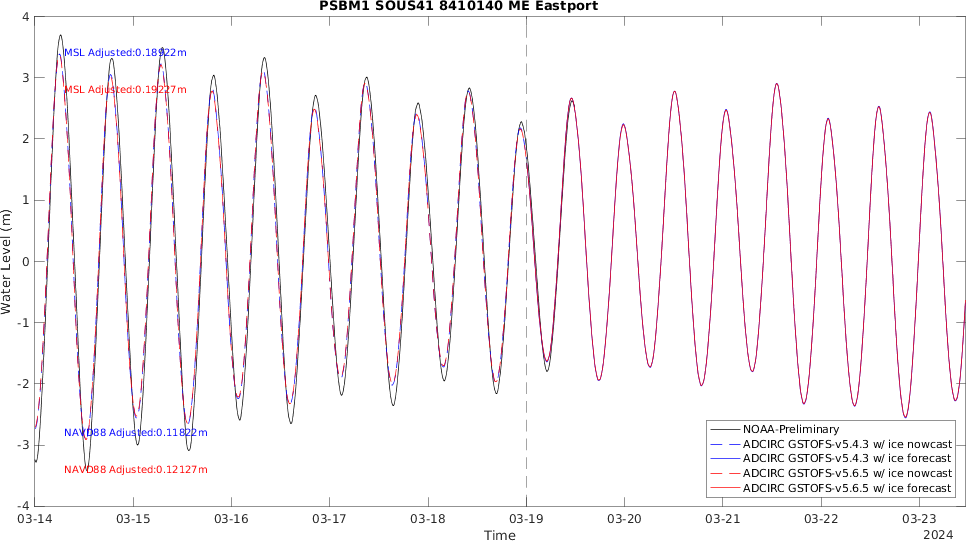 PSBM1 SOUS41 8410140 ME Eastport
Water Level (m)
4
3
2
1
0
-1
-2
-3
-4
MSL Adjusted:0.18922m
MSL Adjusted:0.19227m
NAVD88 Adjusted:0.11822m
NAVD88 Adjusted:0.12127m
NOAA-Preliminary
ADCIRC GSTOFS-v5.4.3 w/ ice nowcast
ADCIRC GSTOFS-v5.4.3 w/ ice forecast
ADCIRC GSTOFS-v5.6.5 w/ ice nowcast
ADCIRC GSTOFS-v5.6.5 w/ ice forecast
03-14 03-15 03-16 03-17 03-18 03-19 03-20 03-21 03-22 03-23
Time
2024